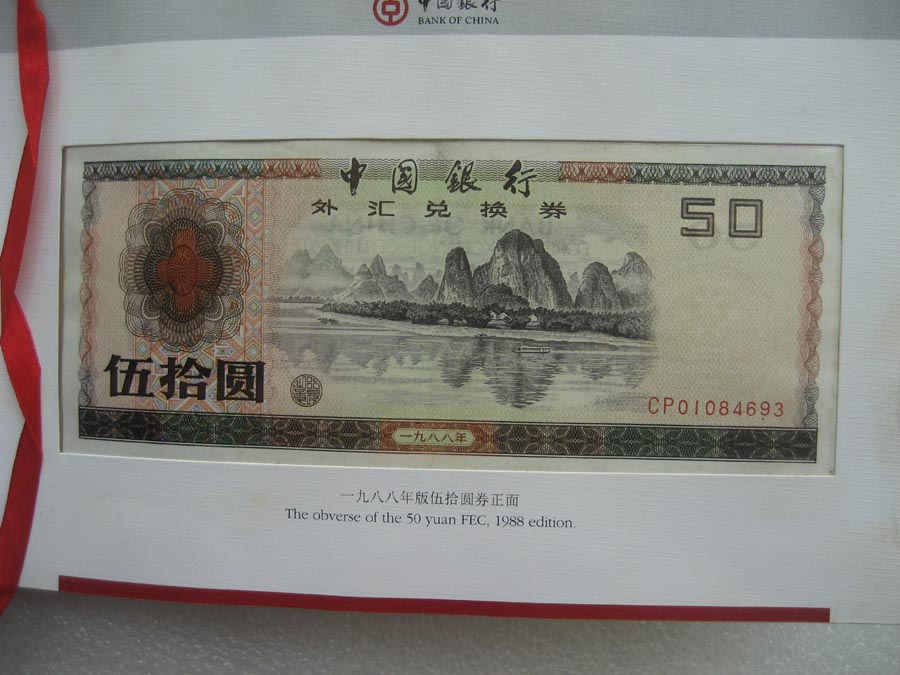 中国銀行
BANK OF CHINA
中国銀行
外汇兑换券
50
伍拾圆
CP01084693
一九八八年
一九八八年版伍拾圆券正面
The obverse of the 50 yuan FEC, 1988 edition.